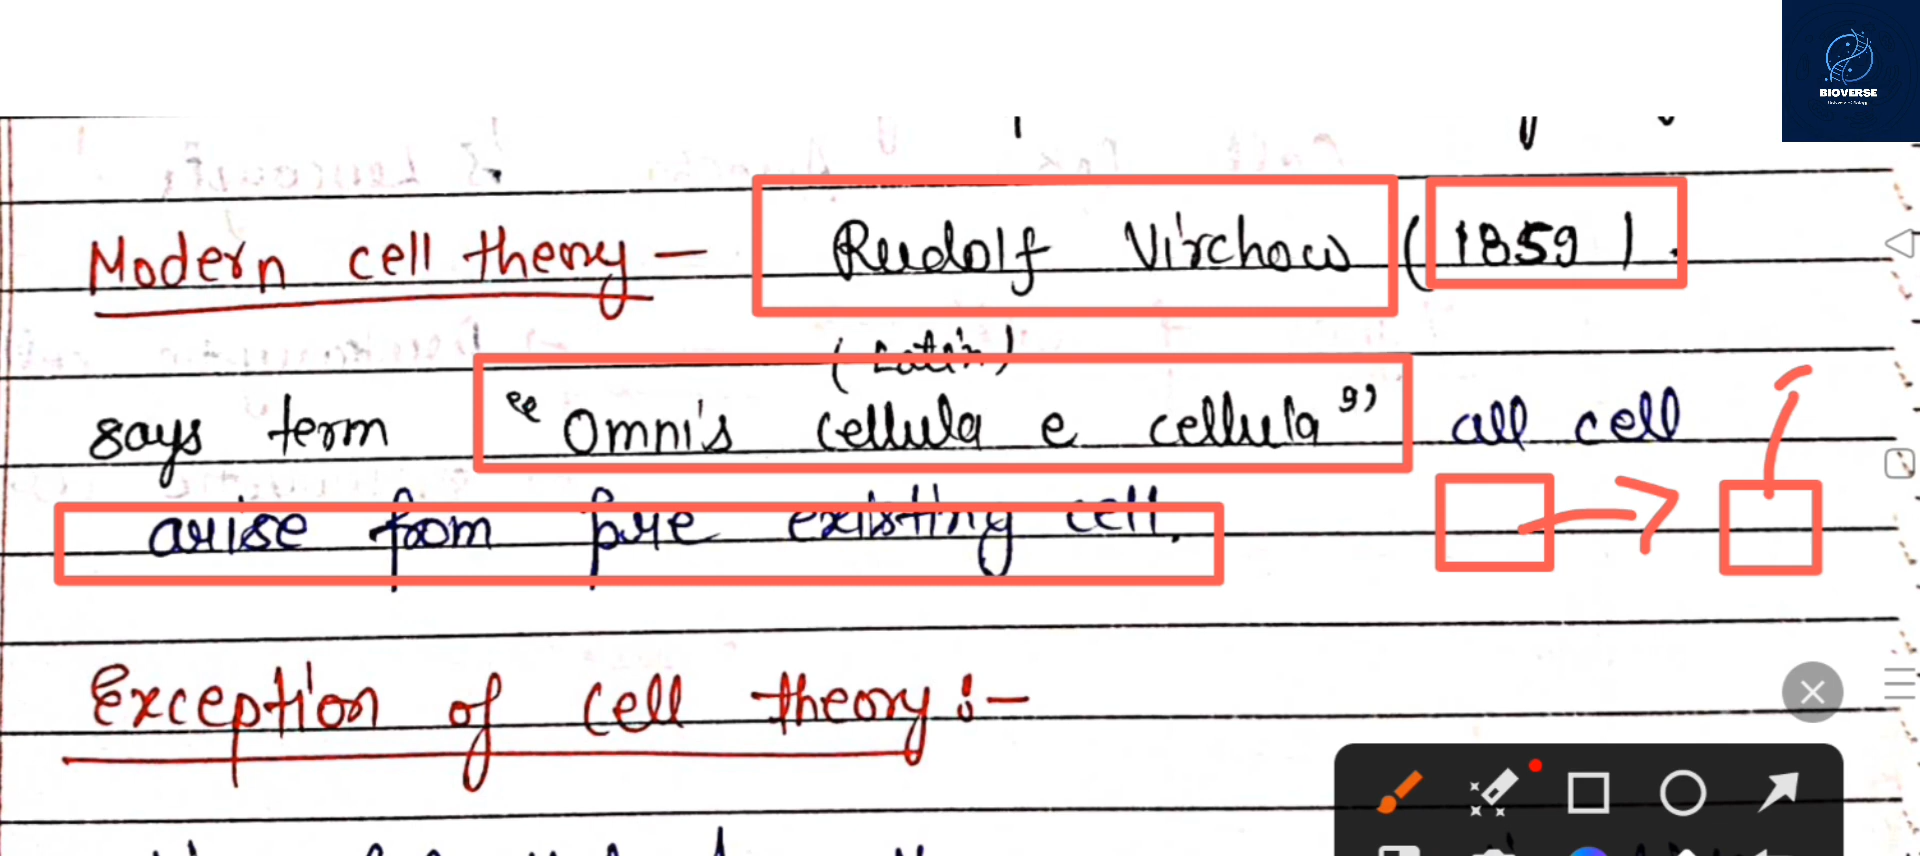 BIOVERSE
Modern cell theory - Rudolf Virchow (1859).
(Latin)
says term "Omnis cellula e cellula" all cell
arise from pre existing cell.
Exception of cell theory :-